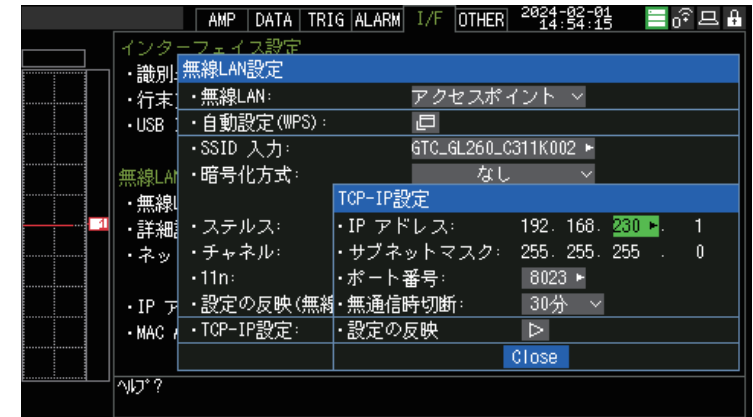 AMP DATA TRIG ALARM I/F OTHER 2024-02-01 14:54:15
インターフェイス設定
無線LAN設定
・識別
・行末
・USB
・無線LAN: アクセスポイント
・自動設定(WPS):
・SSID 入力: GTC_GL260_C311K002
・暗号化方式: なし
無線LA
・無線L
・詳細
・ネッ
・IP ア
・MAC
・ステルス:
・チャネル:
・11n:
・設定の反映(無線
・TCP-IP設定:
TCP-IP設定
・IP アドレス: 192. 168. 230. 1
・サブネットマスク: 255. 255. 255 . 0
・ポート番号: 8023
・無通信時切断: 30分
・設定の反映
Close
1
ヘルプ?